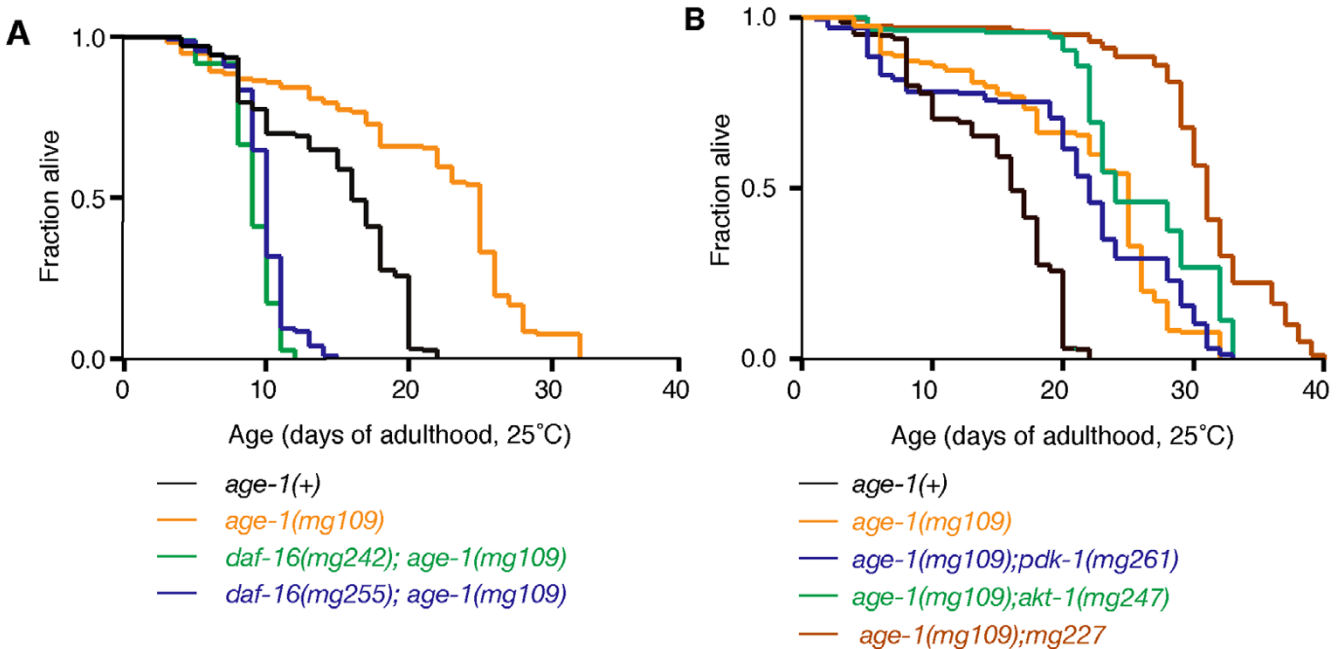 A
Fraction alive
1.0
0.5
0.0
0 10 20 30 40
Age (days of adulthood, 25°C)
age-1(+)
age-1(mg109)
daf-16(mg242); age-1(mg109)
daf-16(mg255); age-1(mg109)
B
Fraction alive
1.0
0.5
0.0
0 10 20 30 40
Age (days of adulthood, 25°C)
age-1(+)
age-1(mg109)
age-1(mg109);pdk-1(mg261)
age-1(mg109);akt-1(mg247)
age-1(mg109);mg227